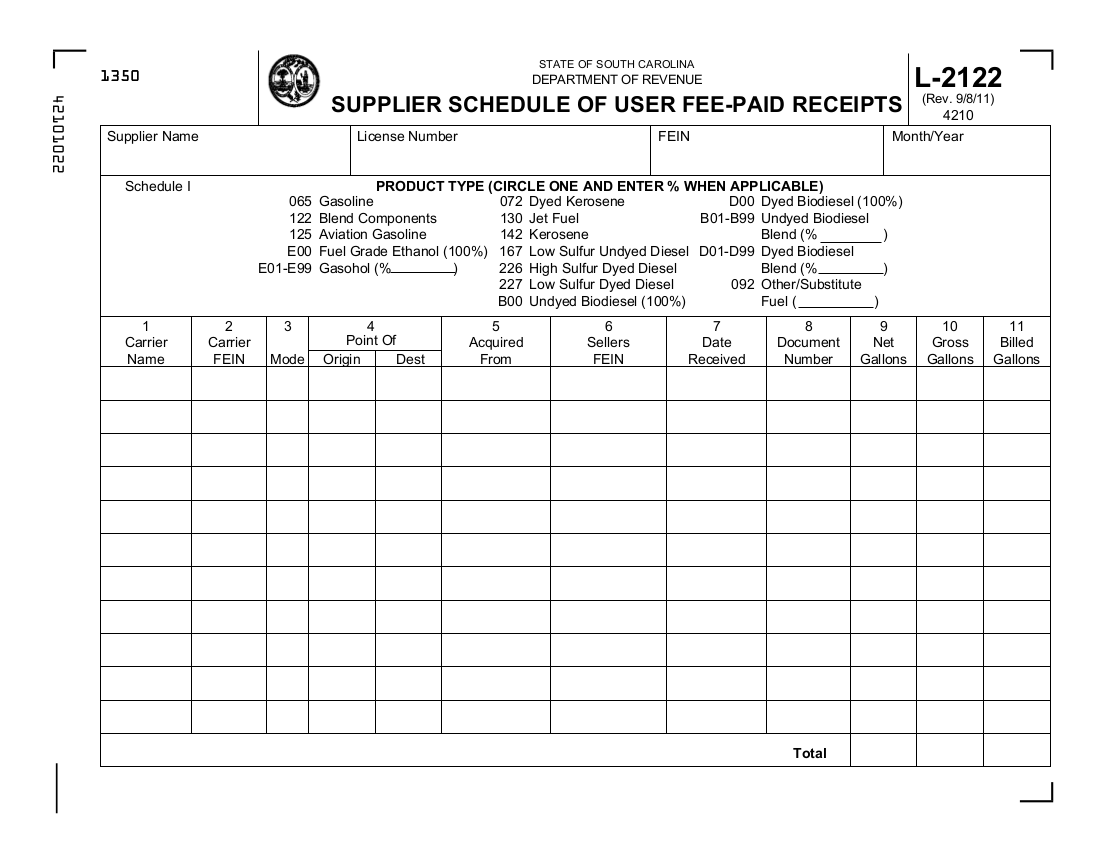 1350
STATE OF SOUTH CAROLINA
DEPARTMENT OF REVENUE
SUPPLIER SCHEDULE OF USER FEE-PAID RECEIPTS
L-2122
(Rev. 9/8/11)
4210
42101022
Supplier Name
License Number
FEIN
Month/Year
Schedule I
PRODUCT TYPE (CIRCLE ONE AND ENTER % WHEN APPLICABLE)
065 Gasoline
122 Blend Components
125 Aviation Gasoline
E00 Fuel Grade Ethanol (100%)
E01-E99 Gasohol (%________)
072 Dyed Kerosene
130 Jet Fuel
142 Kerosene
167 Low Sulfur Undyed Diesel
226 High Sulfur Dyed Diesel
227 Low Sulfur Dyed Diesel
B00 Undyed Biodiesel (100%)
D00 Dyed Biodiesel (100%)
B01-B99 Undyed Biodiesel
Blend (% ________)
D01-D99 Dyed Biodiesel
Blend (%________)
092 Other/Substitute
Fuel (__________)
1
Carrier
Name
2
Carrier
FEIN
3
Mode
4
Point Of
Origin
Dest
5
Acquired
From
6
Sellers
FEIN
7
Date
Received
8
Document
Number
9
Net
Gallons
10
Gross
Gallons
11
Billed
Gallons
Total